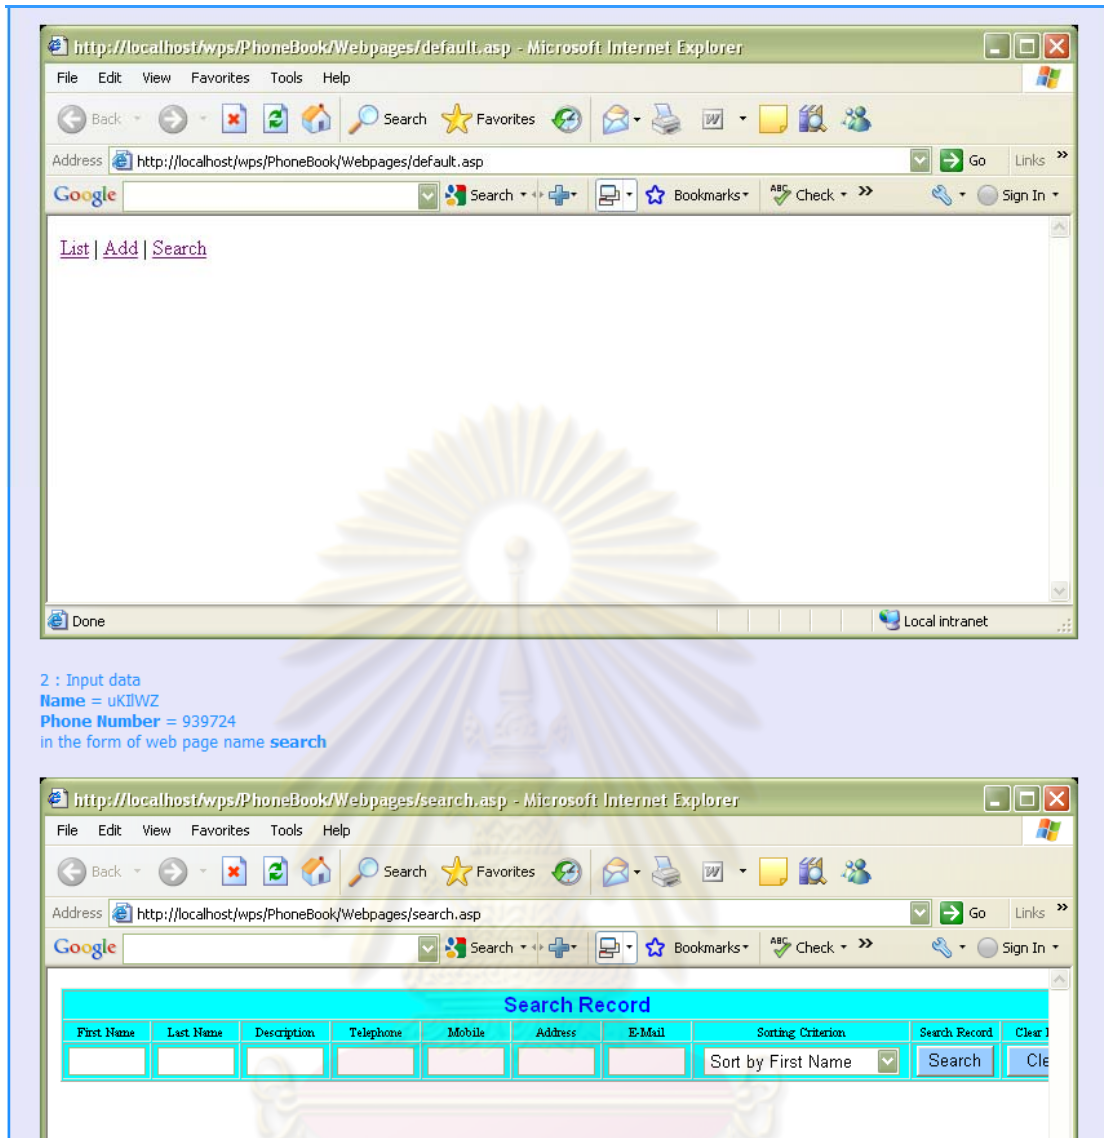 http://localhost/wps/PhoneBook/Webpages/default.asp - Microsoft Internet Explorer
File Edit View Favorites Tools Help
Back Search Favorites
Address http://localhost/wps/PhoneBook/Webpages/default.asp Go Links »
Google Search Bookmarks Check » Sign In
List | Add | Search
Done Local intranet
2 : Input data
Name = uKIlWZ
Phone Number = 939724
in the form of web page name search
http://localhost/wps/PhoneBook/Webpages/search.asp - Microsoft Internet Explorer
File Edit View Favorites Tools Help
Back Search Favorites
Address http://localhost/wps/PhoneBook/Webpages/search.asp Go Links »
Google Search Bookmarks Check » Sign In
Search Record
First Name Last Name Description Telephone Mobile Address E-Mail Sorting Criterion Search Record Clear
Sort by First Name Search Cle